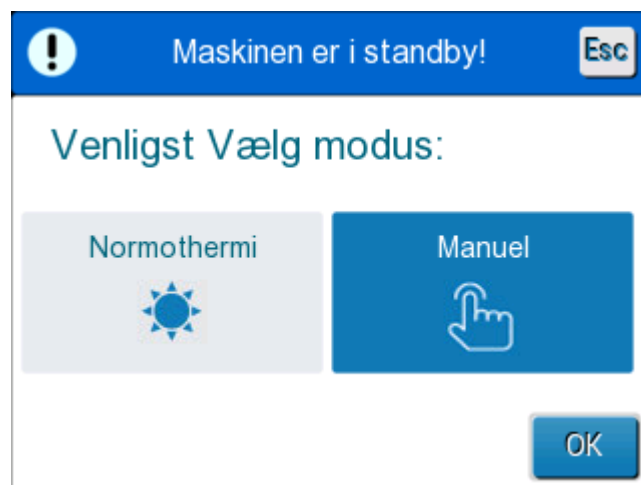 Maskinen er i standby!
Esc
Venligst Vælg modus:
Normothermi
Manuel
OK